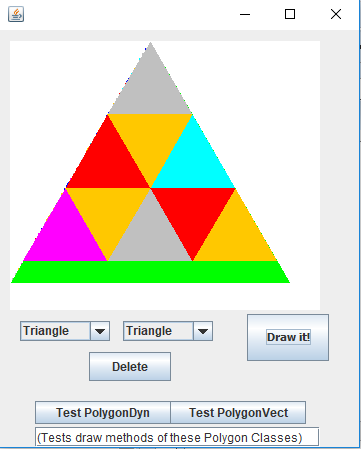 Triangle Triangle Draw it!
Delete
Test PolygonDyn Test PolygonVect
(Tests draw methods of these Polygon Classes)